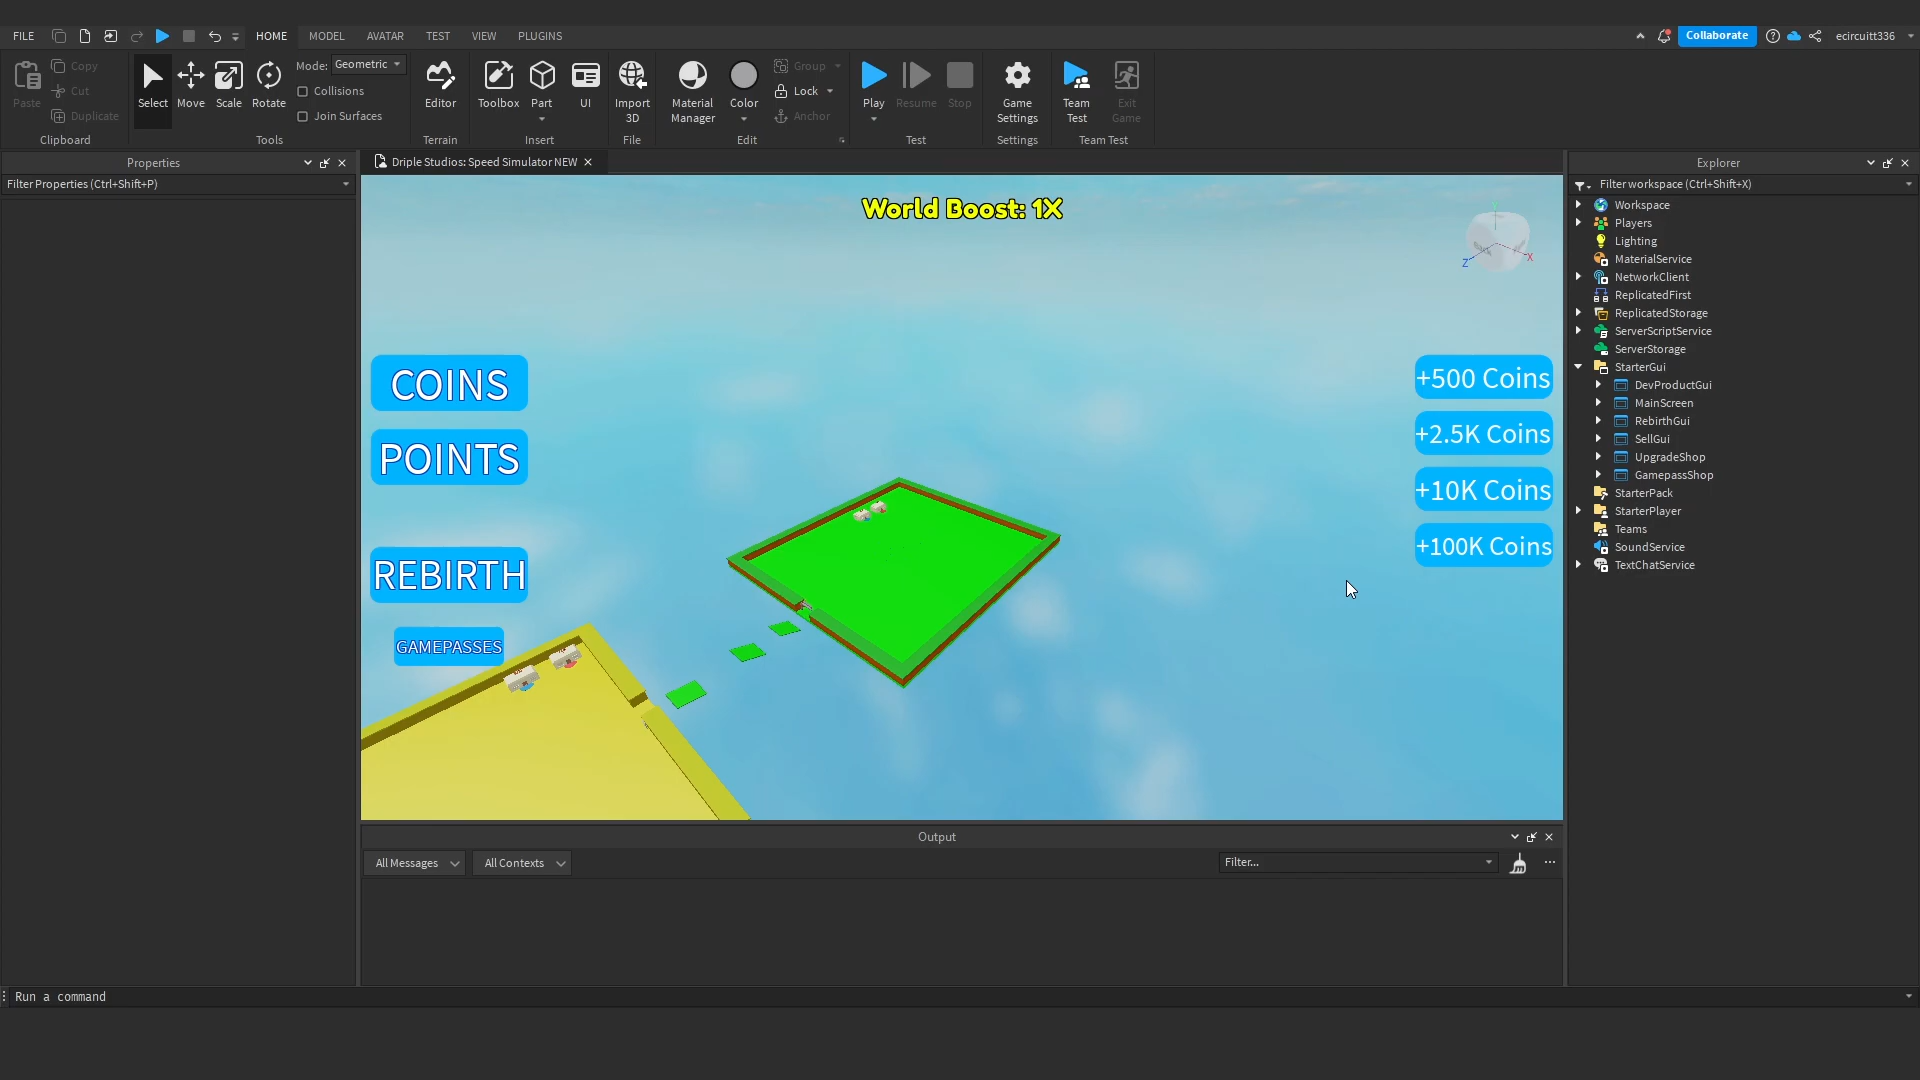 FILE HOME MODEL AVATAR TEST VIEW PLUGINS Collaborate ecircuitt336
Paste Copy Cut Duplicate Clipboard
Select Move Scale Rotate Mode: Geometric Collisions Join Surfaces Tools
Editor Terrain
Toolbox Part UI Insert
Import 3D File
Material Manager Color Group Lock Anchor Edit
Play Resume Stop Test
Game Settings Settings
Team Test Exit Game Team Test
Properties
Filter Properties (Ctrl+Shift+P)
Driple Studios: Speed Simulator NEW
World Boost: 1X
Z
X
COINS
POINTS
REBIRTH
GAMEPASSES
+500 Coins
+2.5K Coins
+10K Coins
+100K Coins
Explorer
Filter workspace (Ctrl+Shift+X)
Workspace
Players
Lighting
MaterialService
NetworkClient
ReplicatedFirst
ReplicatedStorage
ServerScriptService
ServerStorage
StarterGui
DevProductGui
MainScreen
RebirthGui
SellGui
UpgradeShop
GamepassShop
StarterPack
StarterPlayer
Teams
SoundService
TextChatService
Output
All Messages All Contexts Filter...
Run a command